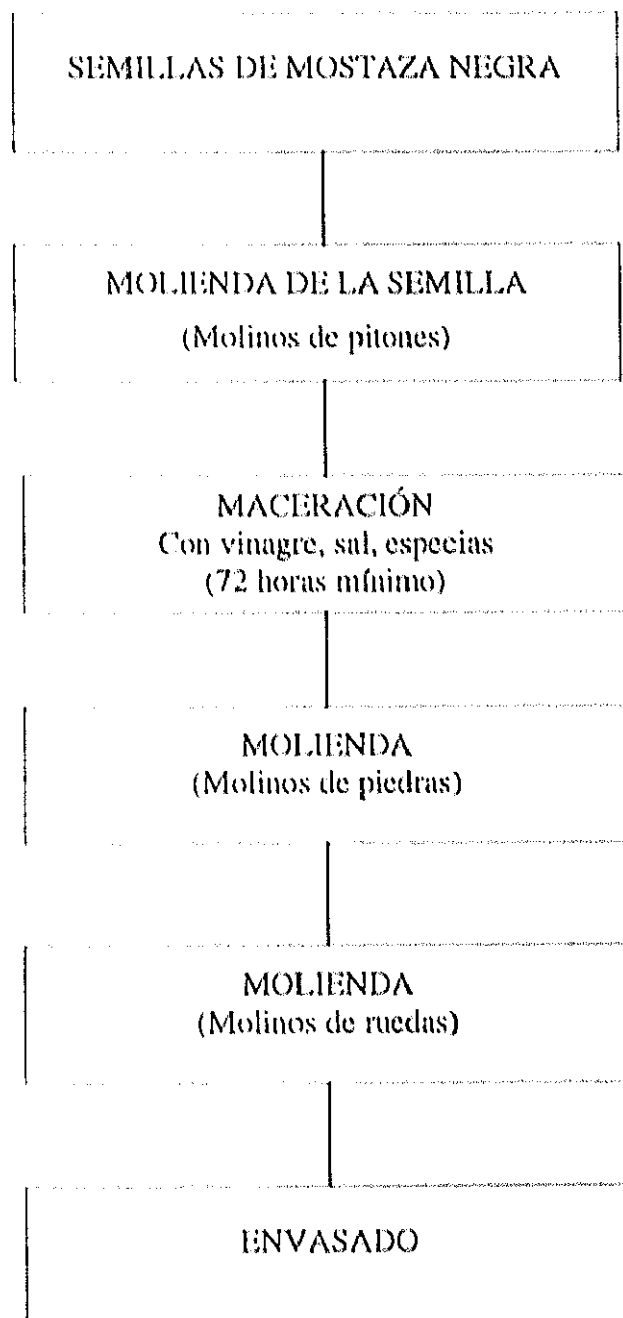 SEMILLAS DE MOSTAZA NEGRA
MOLIENDA DE LA SEMILLA
(Molinos de pitones)
MACERACIÓN
Con vinagre, sal, especias
(72 horas mínimo)
MOLIENDA
(Molinos de piedras)
MOLIENDA
(Molinos de ruedas)
ENVASADO